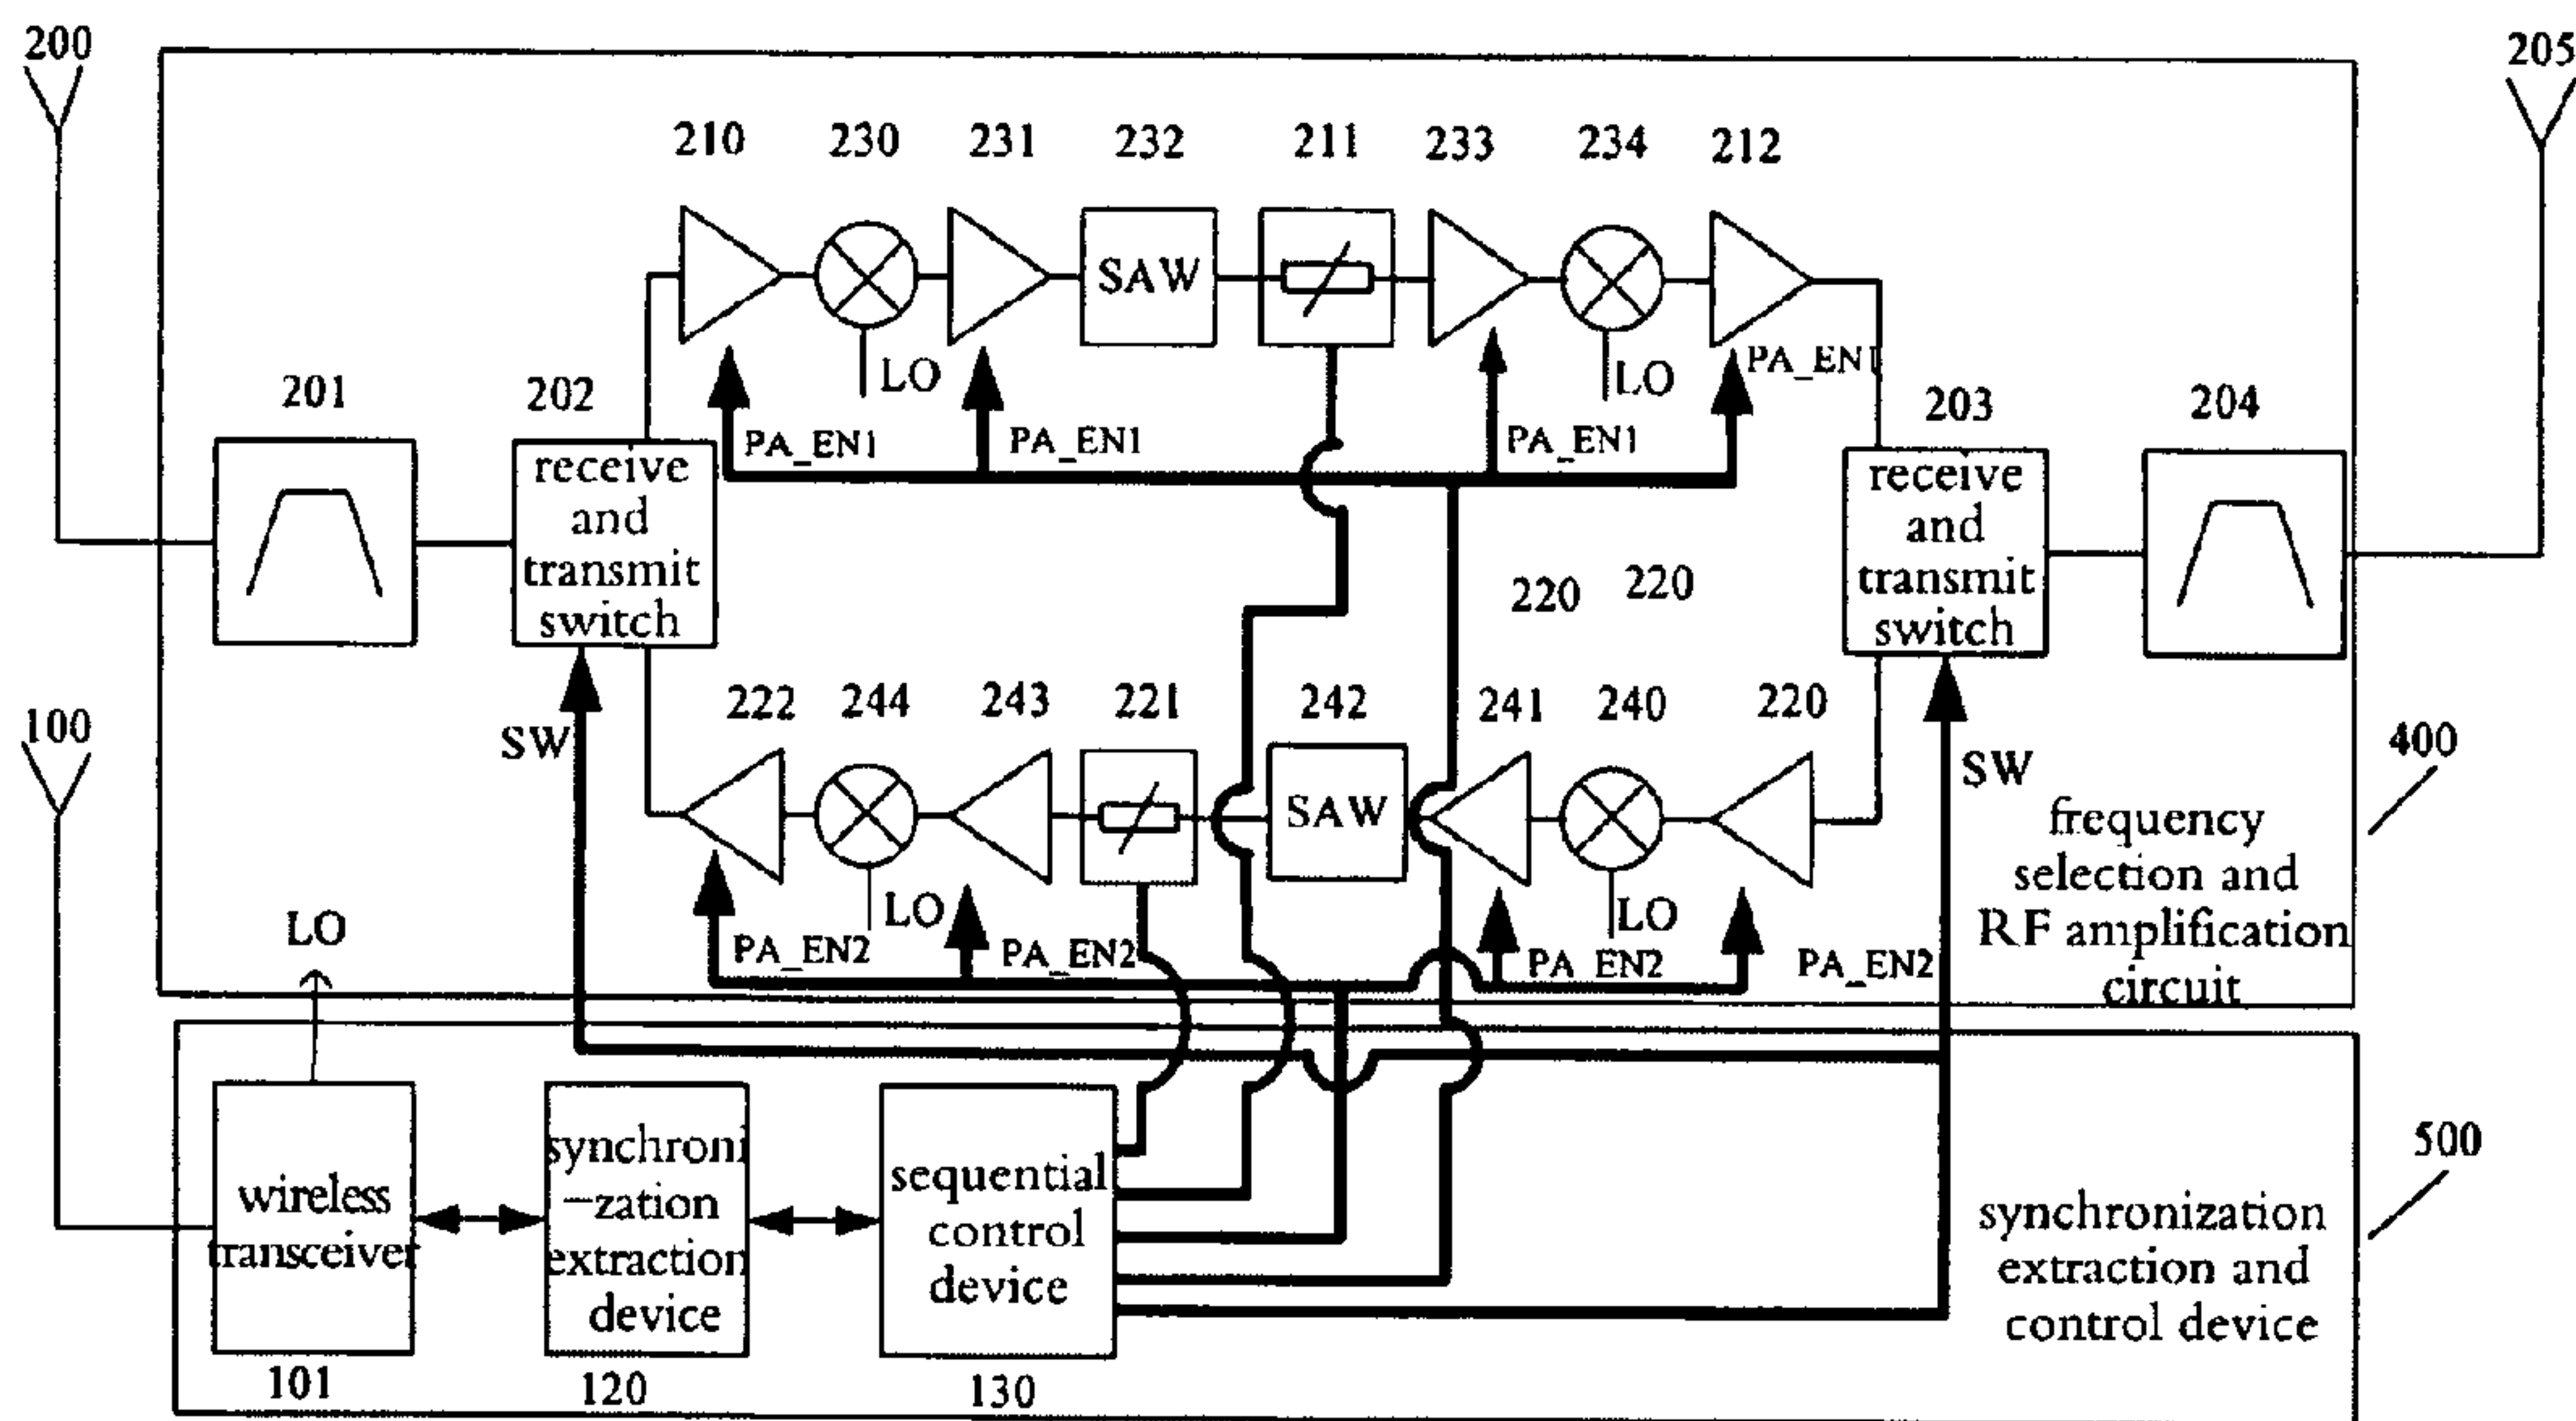 200
205
210
230
231
232
211
233
234
212
SAW
LO
LO
PA_EN1
PA_EN1
PA_EN1
PA_EN1
201
202
203
204
receive
and
transmit
switch
receive
and
transmit
switch
220
220
100
SW
222
244
243
221
242
241
240
220
SW
400
SAW
LO
LO
PA_EN2
PA_EN2
PA_EN2
PA_EN2
frequency
selection and
RF amplification
circuit
LO
wireless
transceiver
synchroni
-zation
extraction
device
sequential
control
device
500
synchronization
extraction and
control device
101
120
130